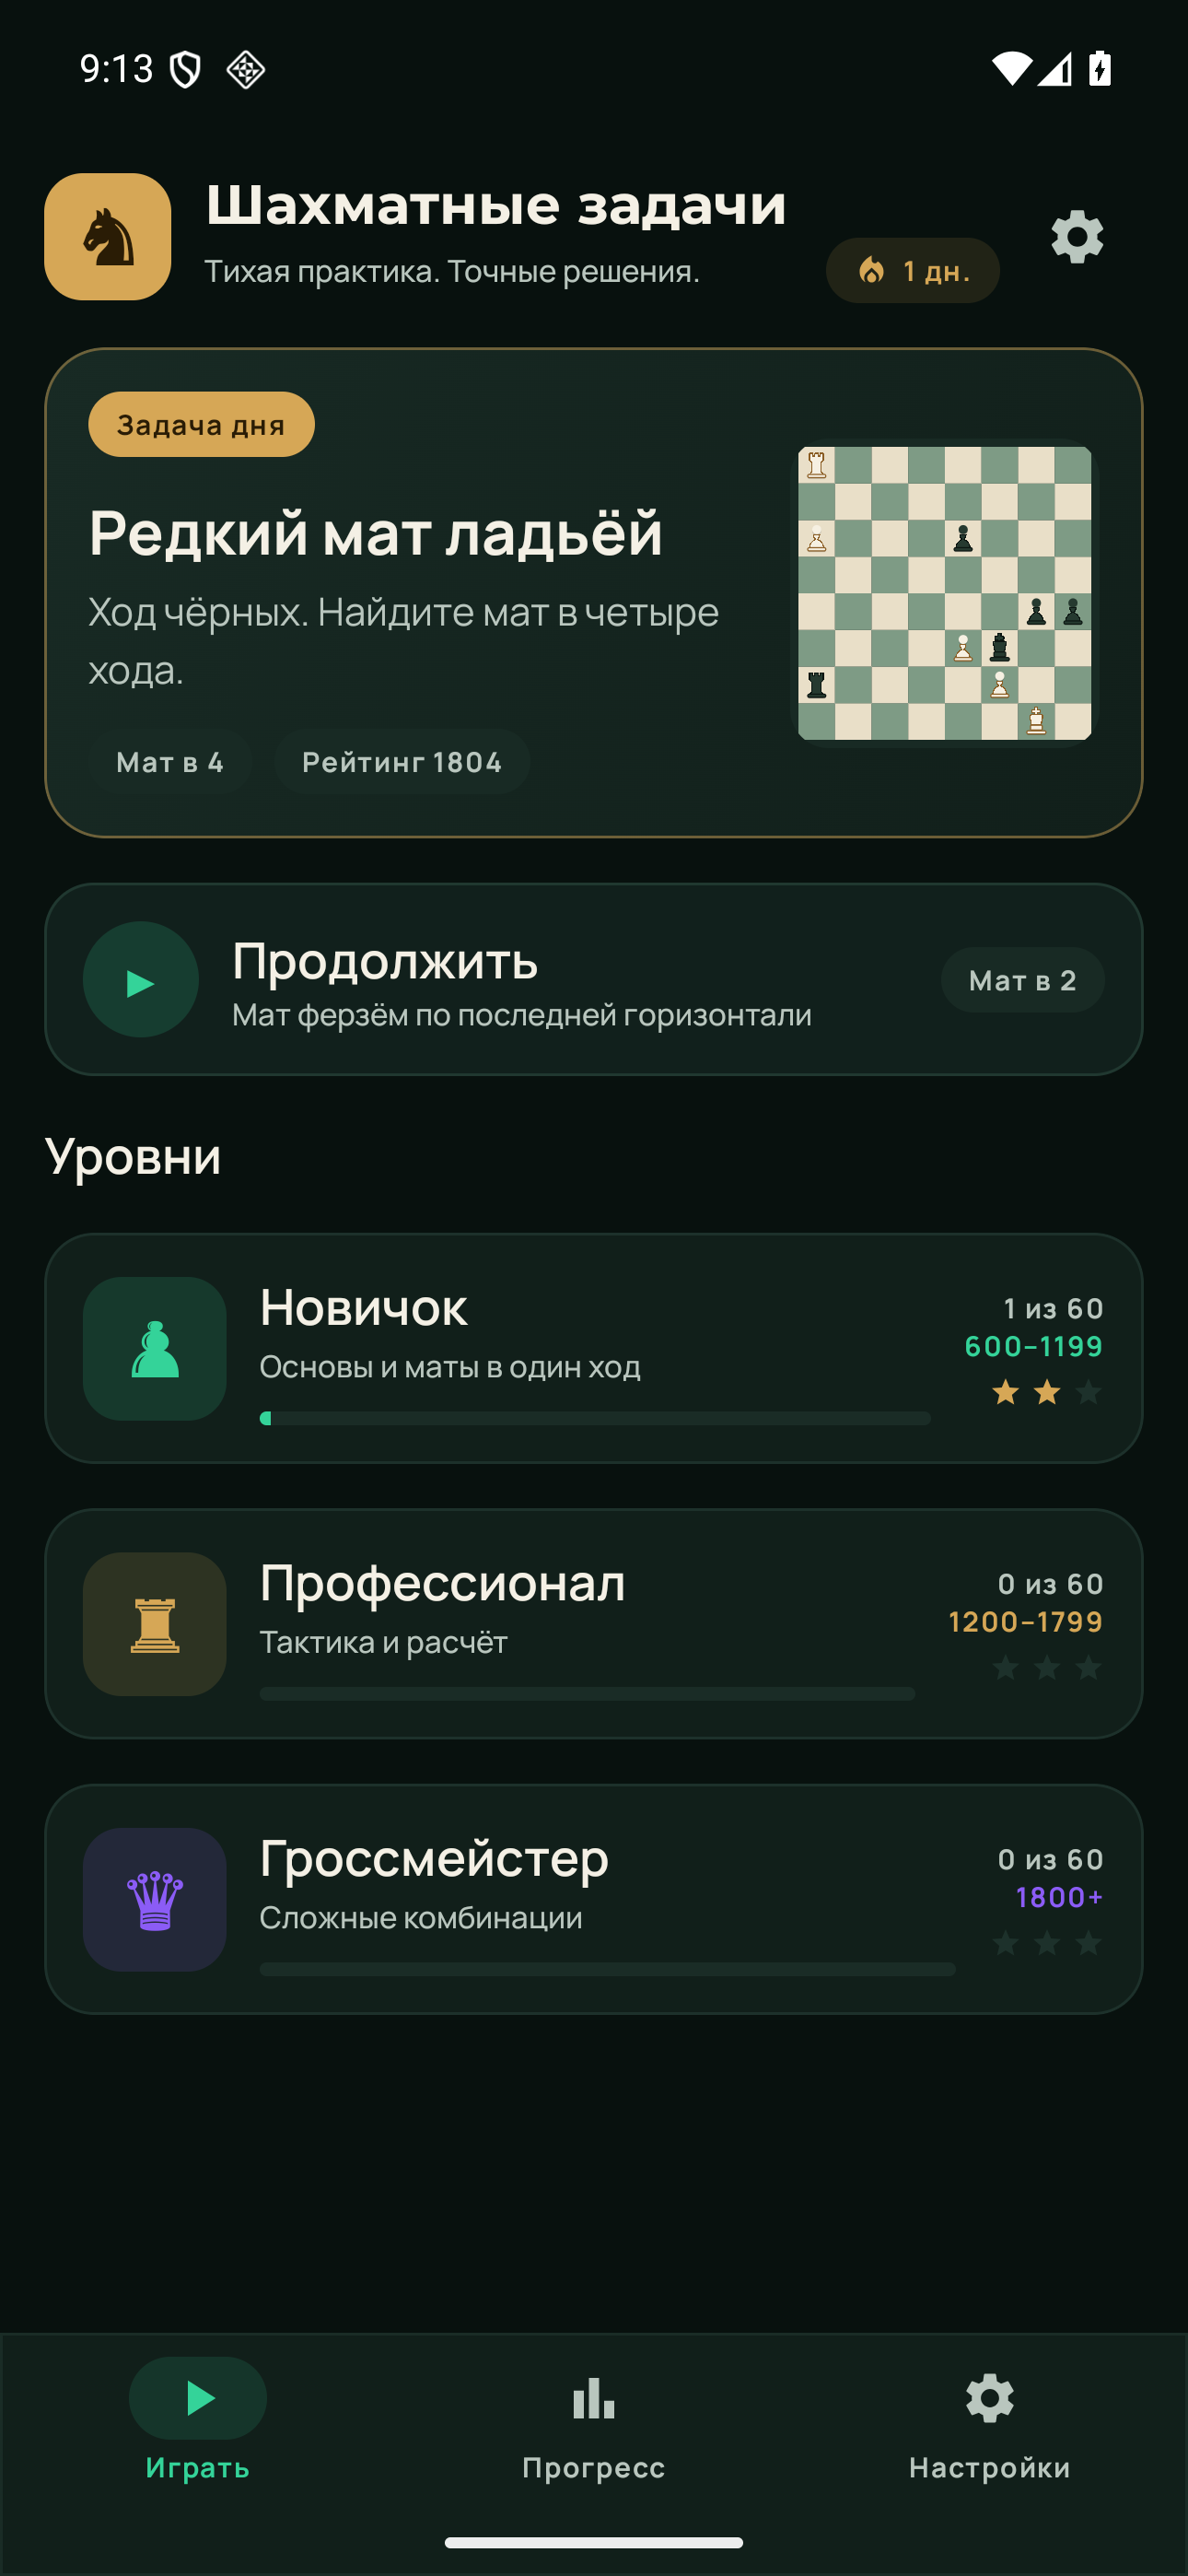 9:13
Шахматные задачи
Тихая практика. Точные решения.
1 дн.
Задача дня
Редкий мат ладьёй
Ход чёрных. Найдите мат в четыре
хода.
Мат в 4
Рейтинг 1804
Продолжить
Мат ферзём по последней горизонтали
Мат в 2
Уровни
Новичок
Основы и маты в один ход
1 из 60
600–1199
Профессионал
Тактика и расчёт
0 из 60
1200–1799
Гроссмейстер
Сложные комбинации
0 из 60
1800+
Играть
Прогресс
Настройки